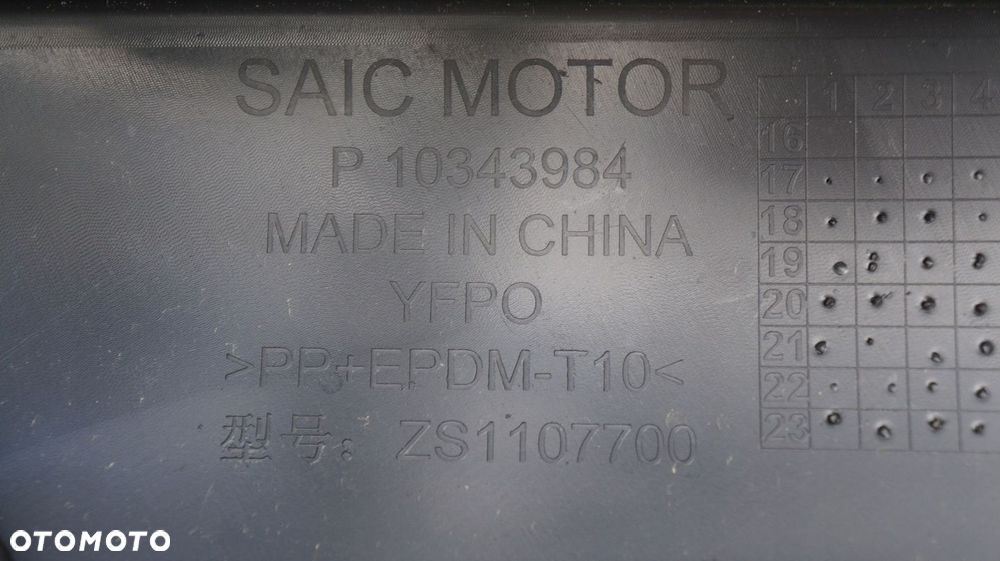 SAIC MOTOR
P 10343984
MADE IN CHINA
YFPO
>PP+EPDM-T10<
型号：ZS1107700
1 2 3 4
16
17
18
19
20
21
22
23
OTOMOTO